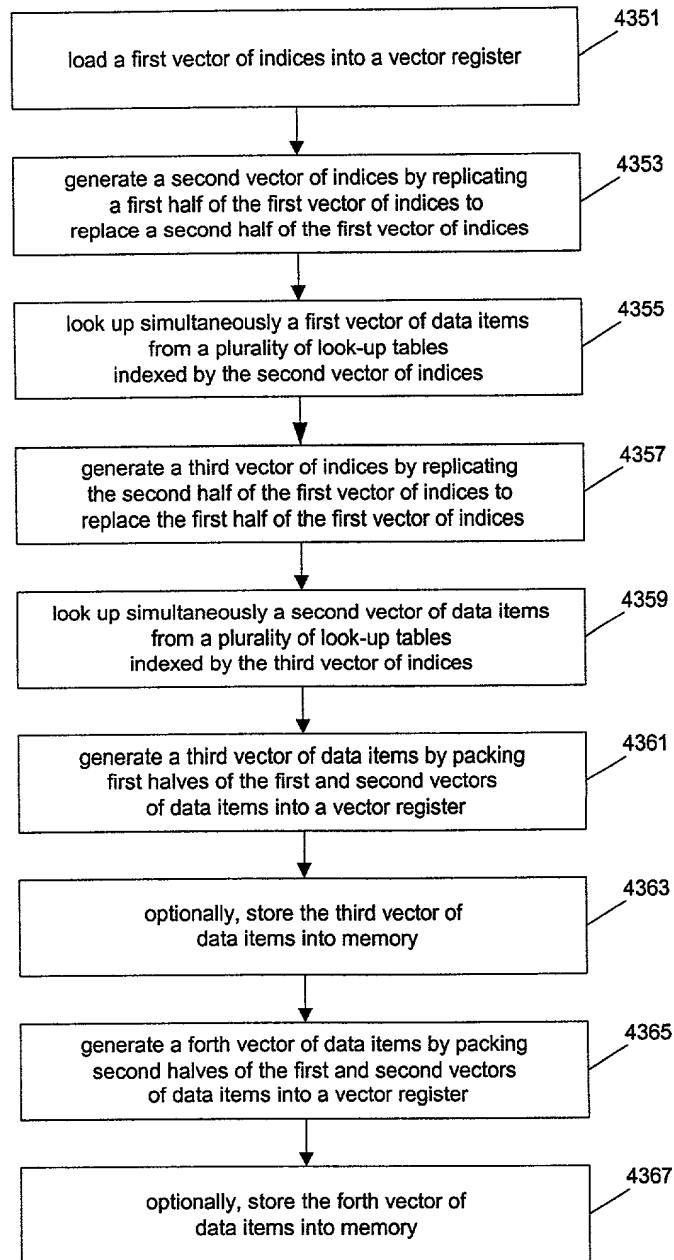 4351
load a first vector of indices into a vector register
4353
generate a second vector of indices by replicating
a first half of the first vector of indices to
replace a second half of the first vector of indices
4355
look up simultaneously a first vector of data items
from a plurality of look-up tables
indexed by the second vector of indices
4357
generate a third vector of indices by replicating
the second half of the first vector of indices to
replace the first half of the first vector of indices
4359
look up simultaneously a second vector of data items
from a plurality of look-up tables
indexed by the third vector of indices
4361
generate a third vector of data items by packing
first halves of the first and second vectors
of data items into a vector register
4363
optionally, store the third vector of
data items into memory
4365
generate a forth vector of data items by packing
second halves of the first and second vectors
of data items into a vector register
4367
optionally, store the forth vector of
data items into memory